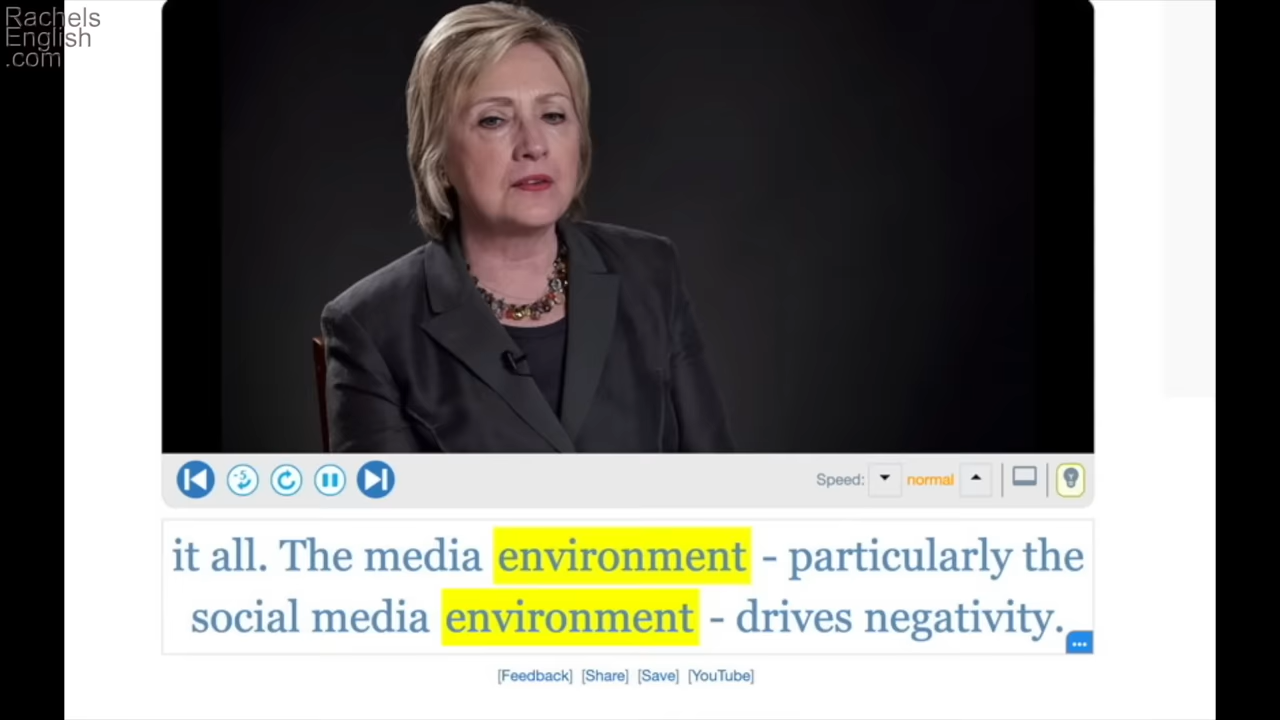 Rachels
English
.com
Speed: normal
it all. The media environment - particularly the
social media environment - drives negativity.
[Feedback] [Share] [Save] [YouTube]